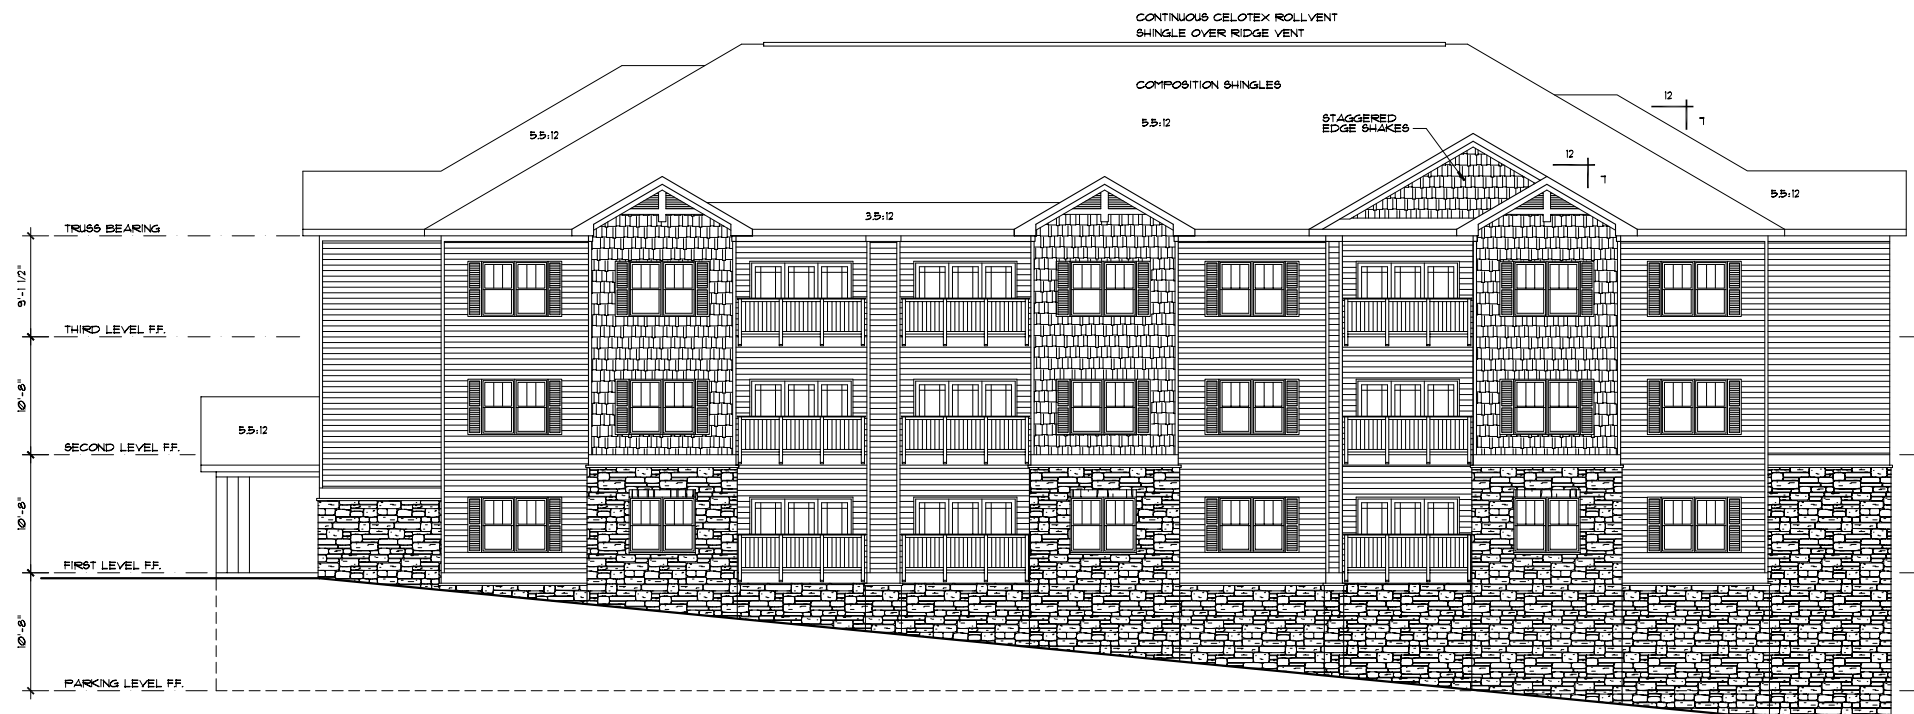 CONTINUOUS CELOTEX ROLLVENT
SHINGLE OVER RIDGE VENT
COMPOSITION SHINGLES
5.5:12
5.5:12
STAGGERED
EDGE SHAKES
12
7
12
7
5.5:12
3.5:12
TRUSS BEARING
9'-1 1/2"
THIRD LEVEL F.F.
10'-8"
5.5:12
SECOND LEVEL F.F.
10'-8"
FIRST LEVEL F.F.
10'-8"
PARKING LEVEL F.F.